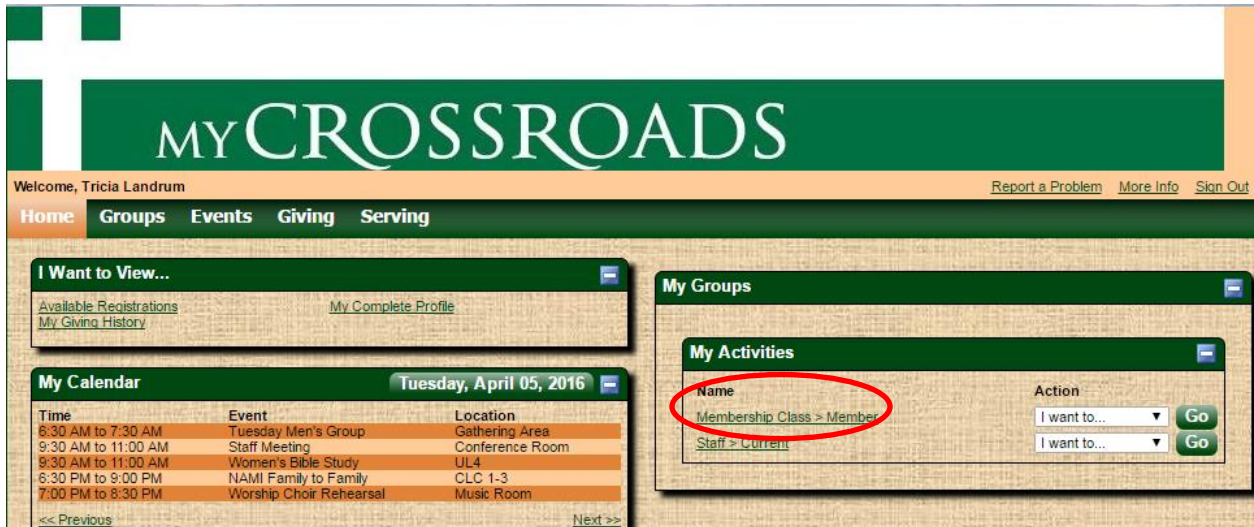 MYCROSSROADS
Welcome, Tricia Landrum Report a Problem More Info Sign Out
Home Groups Events Giving Serving
I Want to View...
Available Registrations My Complete Profile
My Giving History
My Calendar Tuesday, April 05, 2016
Time Event Location
6:30 AM to 7:30 AM Tuesday Men's Group Gathering Area
9:30 AM to 11:00 AM Staff Meeting Conference Room
9:30 AM to 11:00 AM Women's Bible Study UL4
6:30 PM to 9:00 PM NAMI Family to Family CLC 1-3
7:00 PM to 8:30 PM Worship Choir Rehearsal Music Room
<< Previous Next >>
My Groups
My Activities
Name Action
Membership Class > Member I want to... Go
Staff > Current I want to... Go